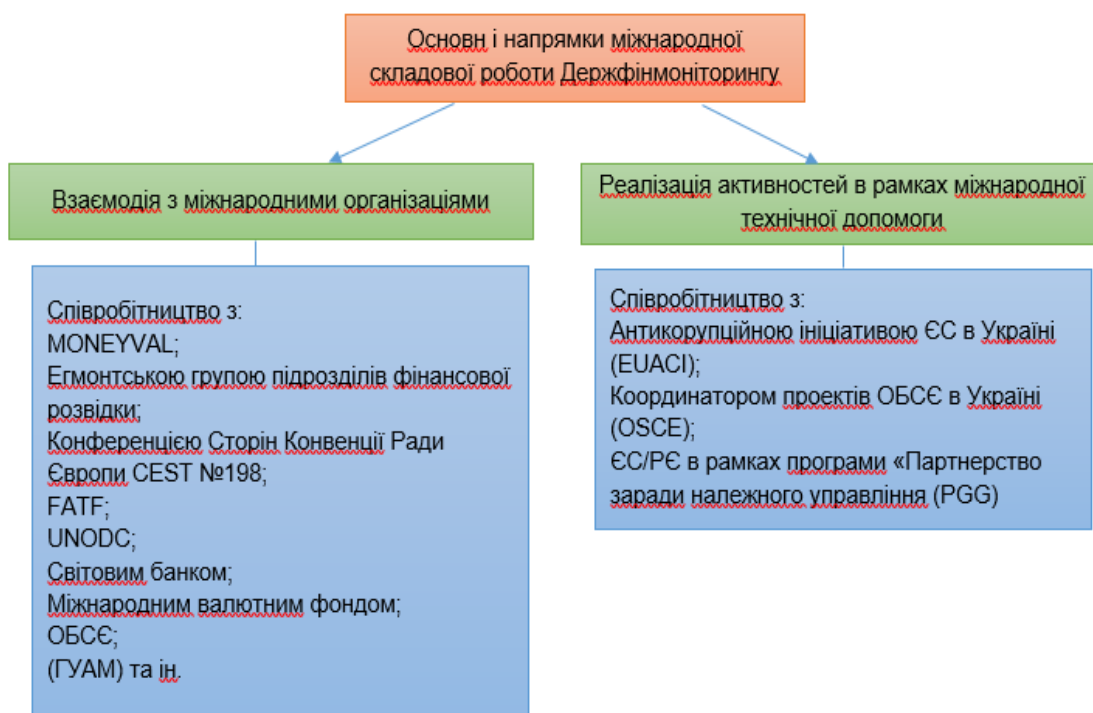 Основн і напрямки міжнародної
складової роботи Держфінмоніторингу
Взаємодія з міжнародними організаціями
Співробітництво з:
MONEYVAL;
Егмонтською групою підрозділів фінансової
розвідки;
Конференцією Сторін Конвенції Ради
Європи CEST №198;
FATF;
UNODC;
Світовим банком;
Міжнародним валютним фондом;
ОБСЄ;
(ГУАМ) та ін.
Реалізація активностей в рамках міжнародної
технічної допомоги
Співробітництво з:
Антикорупційною ініціативою ЄС в Україні
(EUACI);
Координатором проектів ОБСЄ в Україні
(OSCE);
ЄС/РЄ в рамках програми «Партнерство
заради належного управління (PGG)